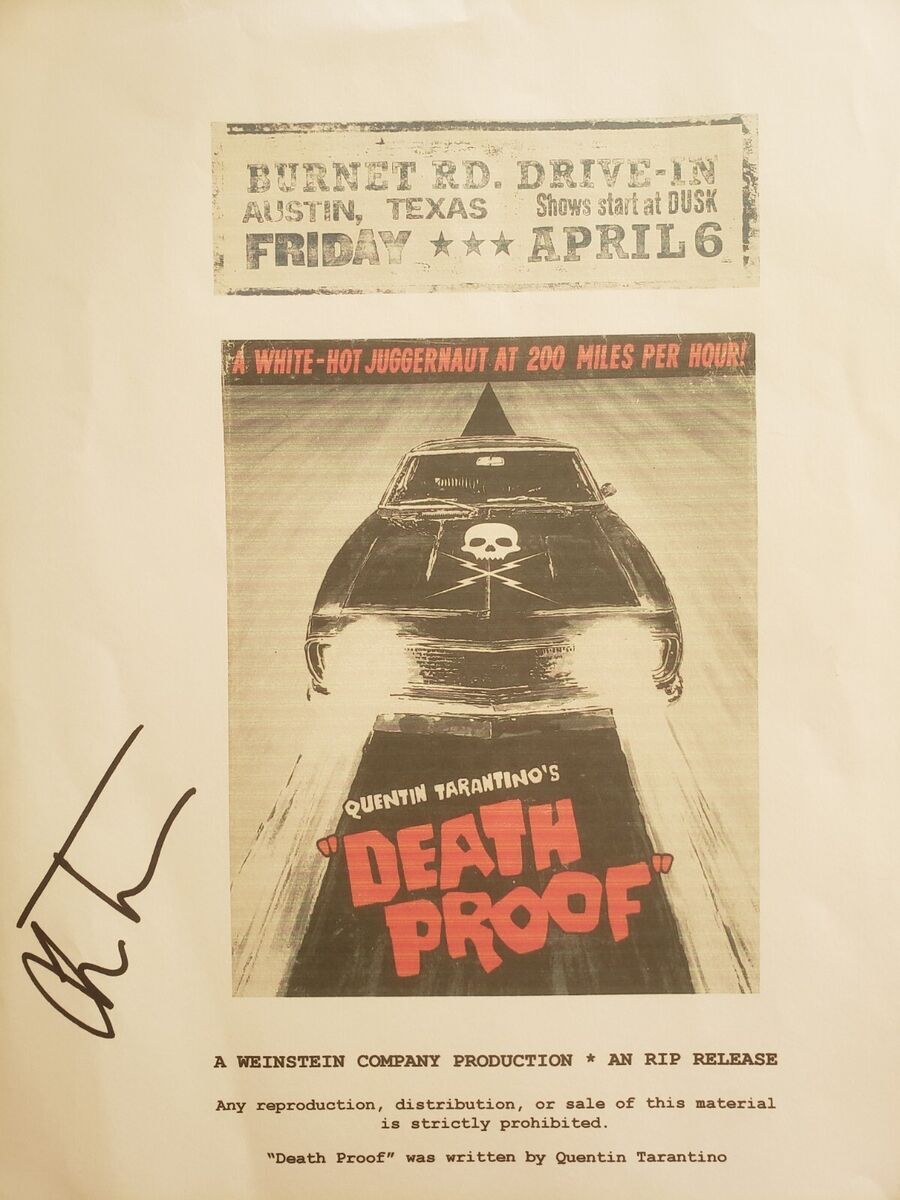 BURNET RD. DRIVE-IN
AUSTIN, TEXAS Shows start at DUSK
FRIDAY ★★★ APRIL 6
A WHITE-HOT JUGGERNAUT AT 200 MILES PER HOUR!
QUENTIN TARANTINO'S
"DEATH
PROOF"
A WEINSTEIN COMPANY PRODUCTION * AN RIP RELEASE
Any reproduction, distribution, or sale of this material
is strictly prohibited.
"Death Proof" was written by Quentin Tarantino